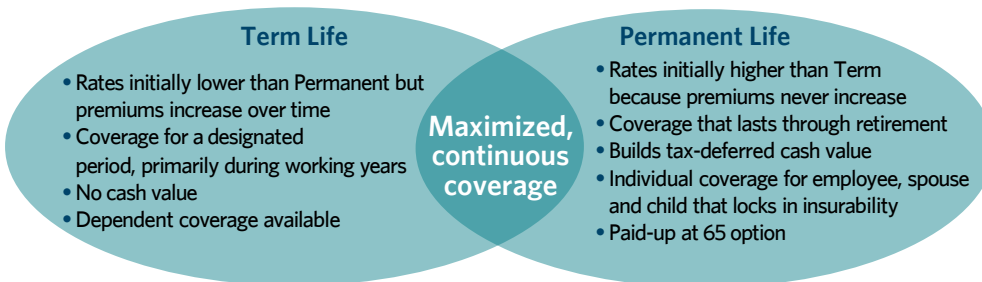 Term Life
• Rates initially lower than Permanent but
premiums increase over time
• Coverage for a designated
period, primarily during working years
• No cash value
• Dependent coverage available
Maximized,
continuous
coverage
Permanent Life
• Rates initially higher than Term
because premiums never increase
• Coverage that lasts through retirement
• Builds tax-deferred cash value
• Individual coverage for employee, spouse
and child that locks in insurability
• Paid-up at 65 option